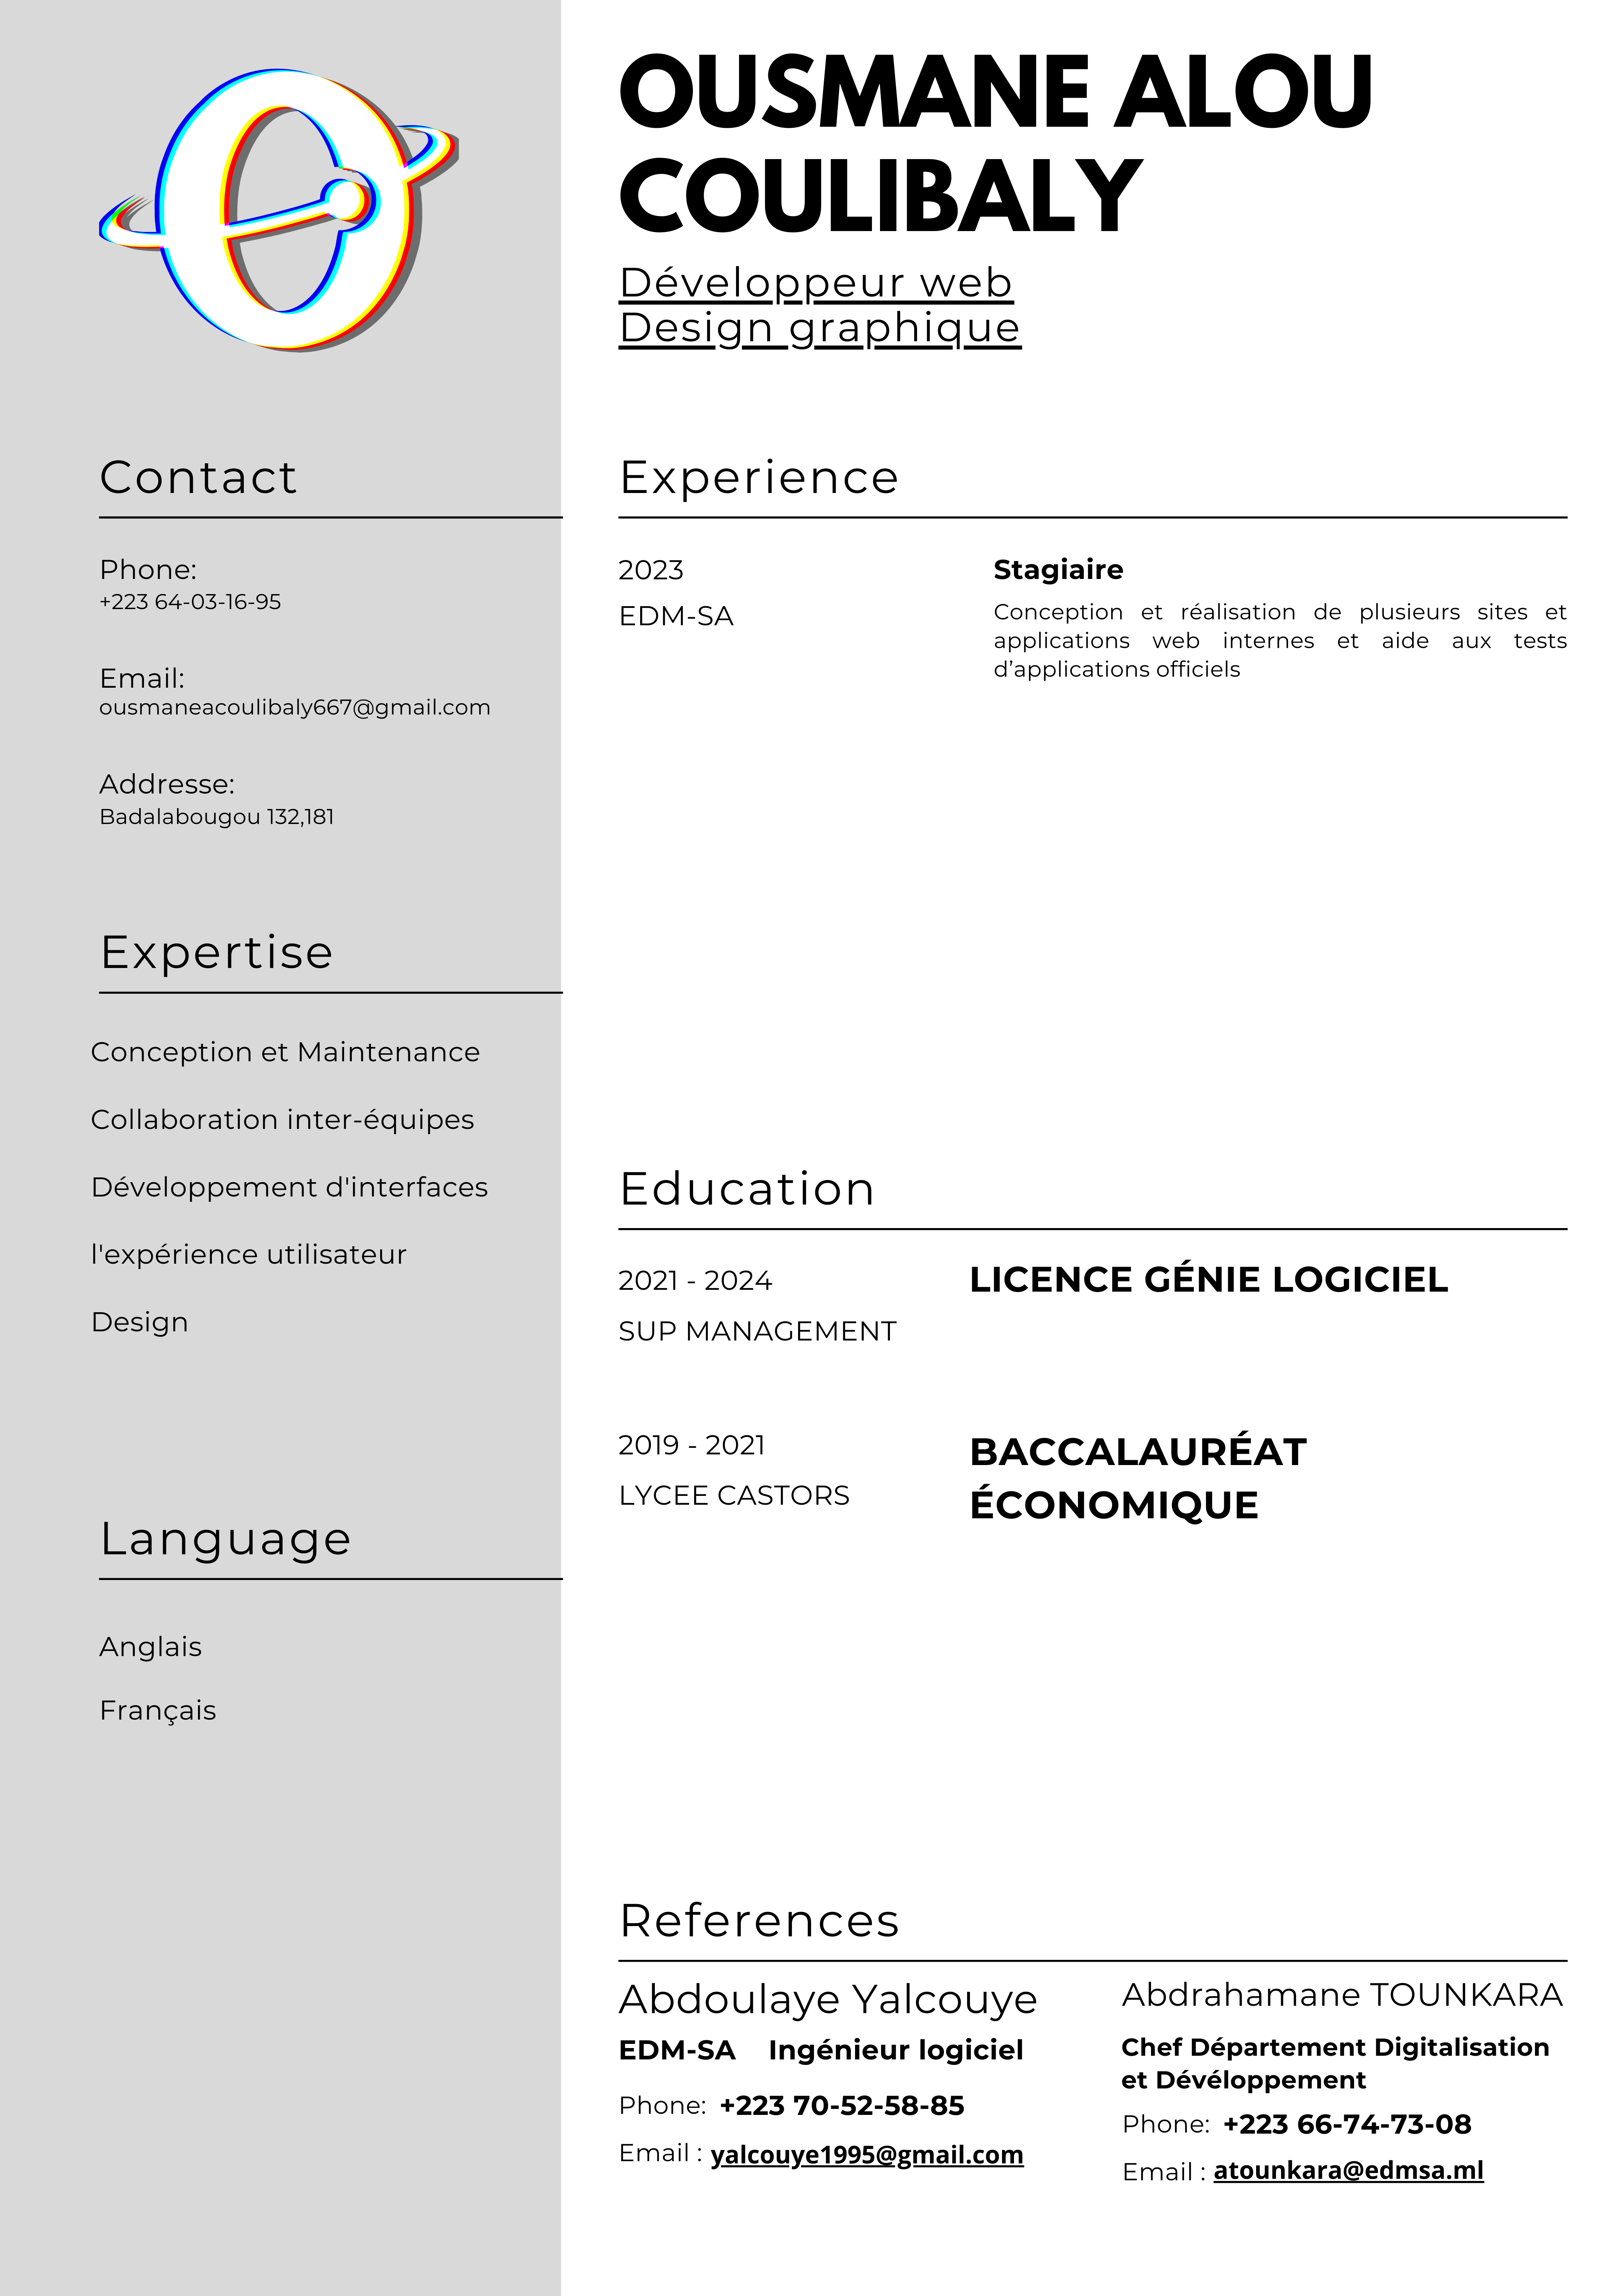 OUSMANE ALOU
COULIBALY
Développeur web
Design graphique
Contact
Phone:
+223 64-03-16-95
Email:
ousmaneacoulibaly667@gmail.com
Addresse:
Badalabougou 132,181
Expertise
Conception et Maintenance
Collaboration inter-équipes
Développement d'interfaces
l'expérience utilisateur
Design
Language
Anglais
Français
Experience
2023
EDM-SA
Stagiaire
Conception et réalisation de plusieurs sites et
applications web internes et aide aux tests
d’applications officiels
Education
2021 - 2024
SUP MANAGEMENT
LICENCE GÉNIE LOGICIEL
2019 - 2021
LYCEE CASTORS
BACCALAURÉAT
ÉCONOMIQUE
References
Abdoulaye Yalcouye
EDM-SA Ingénieur logiciel
Phone: +223 70-52-58-85
Email : yalcouye1995@gmail.com
Abdrahamane TOUNKARA
Chef Département Digitalisation
et Dévéloppement
Phone: +223 66-74-73-08
Email : atounkara@edmsa.ml